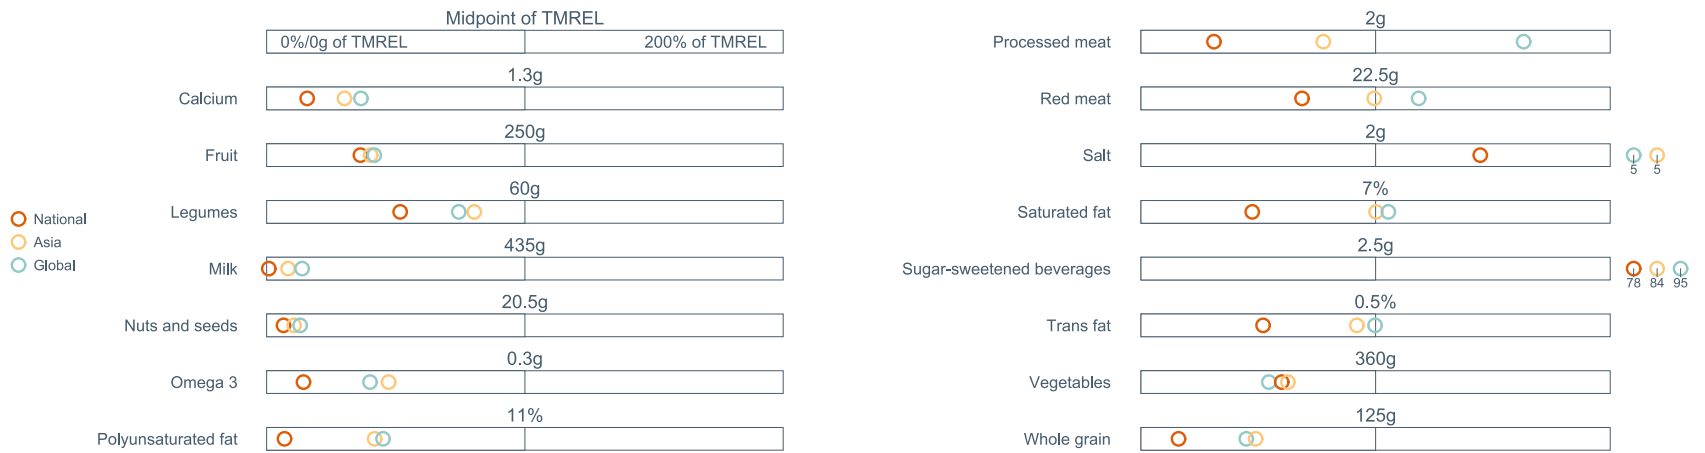 Midpoint of TMREL
0%/0g of TMREL 200% of TMREL
1.3g
Calcium
250g
Fruit
60g
Legumes
435g
Milk
20.5g
Nuts and seeds
0.3g
Omega 3
11%
Polyunsaturated fat
National
Asia
Global
2g
Processed meat
22.5g
Red meat
2g
Salt
5 5
7%
Saturated fat
2.5g
Sugar-sweetened beverages
78 84 95
0.5%
Trans fat
360g
Vegetables
125g
Whole grain